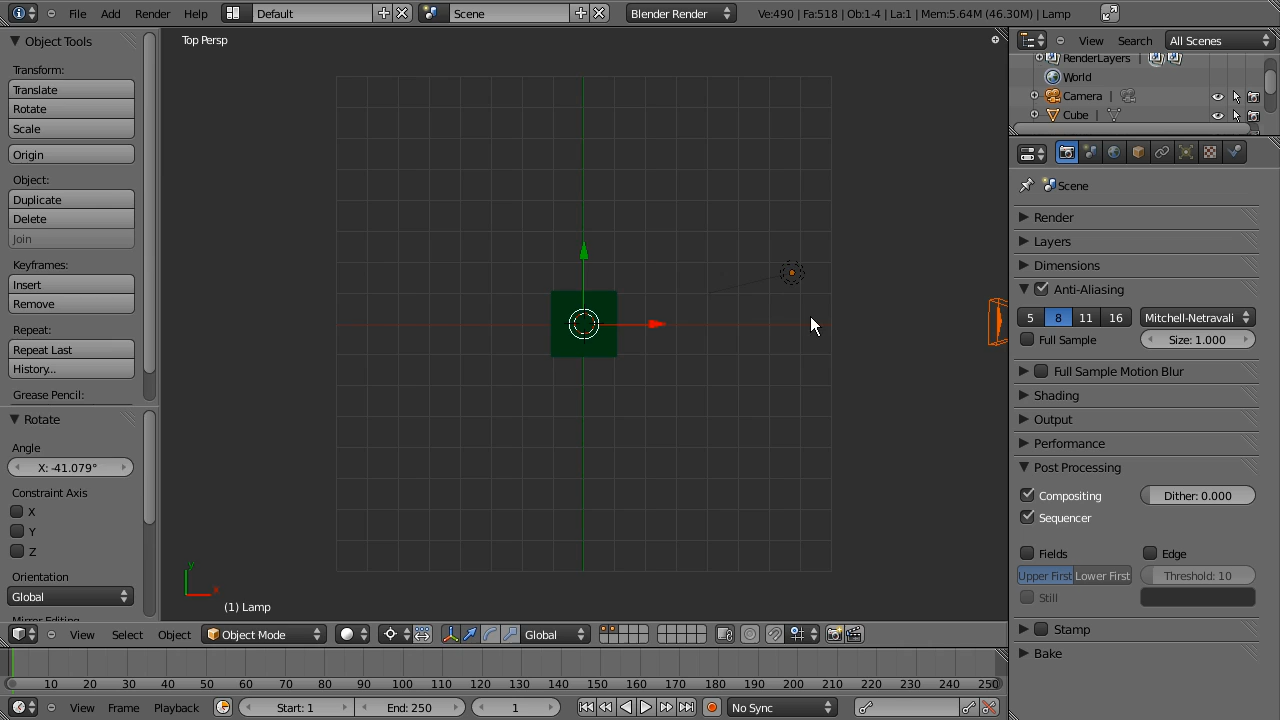 File Add Render Help Default Scene Blender Render Ve:490 | Fa:518 | Ob:1-4 | La:1 | Mem:5.64M (46.30M) | Lamp
Object Tools
Transform:
Translate
Rotate
Scale
Origin
Object:
Duplicate
Delete
Join
Keyframes:
Insert
Remove
Repeat:
Repeat Last
History...
Grease Pencil:
Rotate
Angle
X: -41.079°
Constraint Axis
X
Y
Z
Orientation
Global
Top Persp
y
x
(1) Lamp
View Select Object Object Mode Global
10 20 30 40 50 60 70 80 90 100 110 120 130 140 150 160 170 180 190 200 210 220 230 240 250
View Frame Playback Start: 1 End: 250 1 No Sync
View Search All Scenes
RenderLayers |
World
Camera |
Cube |
Scene
Render
Layers
Dimensions
Anti-Aliasing
5 8 11 16 Mitchell-Netravali
Full Sample Size: 1.000
Full Sample Motion Blur
Shading
Output
Performance
Post Processing
Compositing Dither: 0.000
Sequencer
Fields Edge
Upper First Lower First Threshold: 10
Still
Stamp
Bake